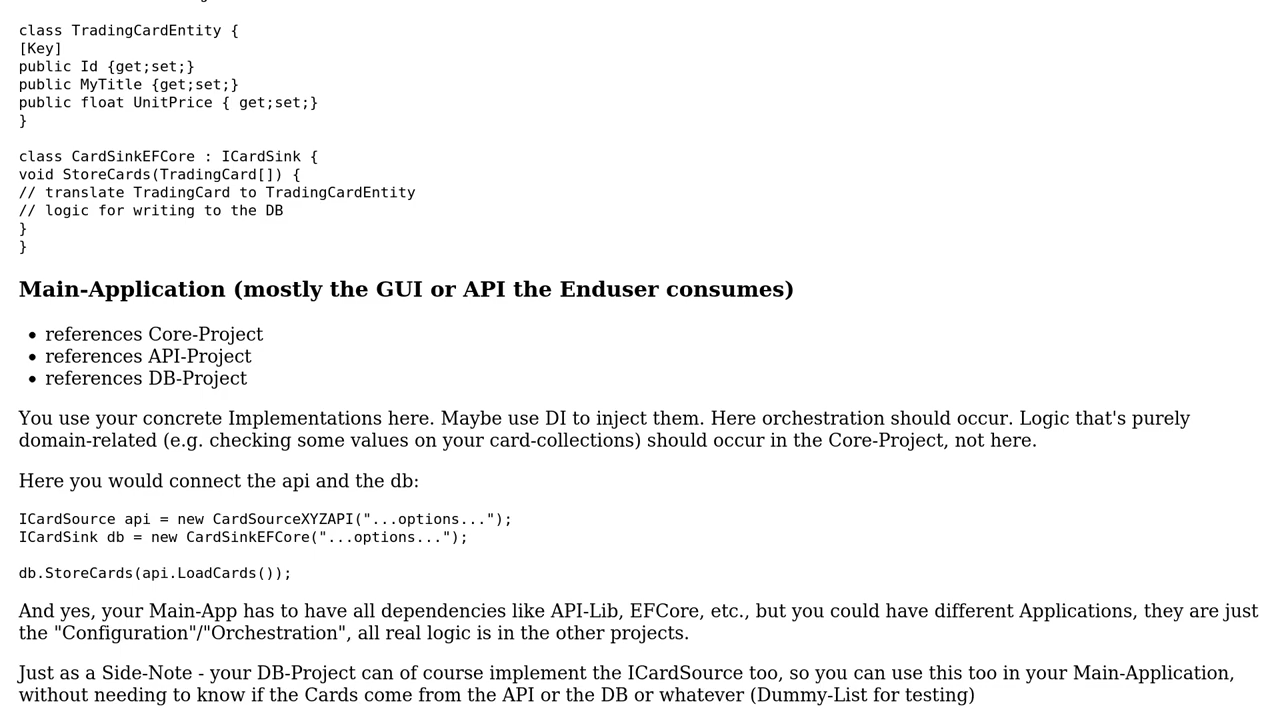 class TradingCardEntity {
[Key]
public Id {get;set;}
public MyTitle {get;set;}
public float UnitPrice { get;set;}
}
class CardSinkEFCore : ICardSink {
void StoreCards(TradingCard[]) {
// translate TradingCard to TradingCardEntity
// logic for writing to the DB
}
}
Main-Application (mostly the GUI or API the Enduser consumes)
• references Core-Project
• references API-Project
• references DB-Project
You use your concrete Implementations here. Maybe use DI to inject them. Here orchestration should occur. Logic that's purely
domain-related (e.g. checking some values on your card-collections) should occur in the Core-Project, not here.
Here you would connect the api and the db:
ICardSource api = new CardSourceXYZAPI("...options...");
ICardSink db = new CardSinkEFCore("...options...");
db.StoreCards(api.LoadCards());
And yes, your Main-App has to have all dependencies like API-Lib, EFCore, etc., but you could have different Applications, they are just
the "Configuration"/"Orchestration", all real logic is in the other projects.
Just as a Side-Note - your DB-Project can of course implement the ICardSource too, so you can use this too in your Main-Application,
without needing to know if the Cards come from the API or the DB or whatever (Dummy-List for testing)